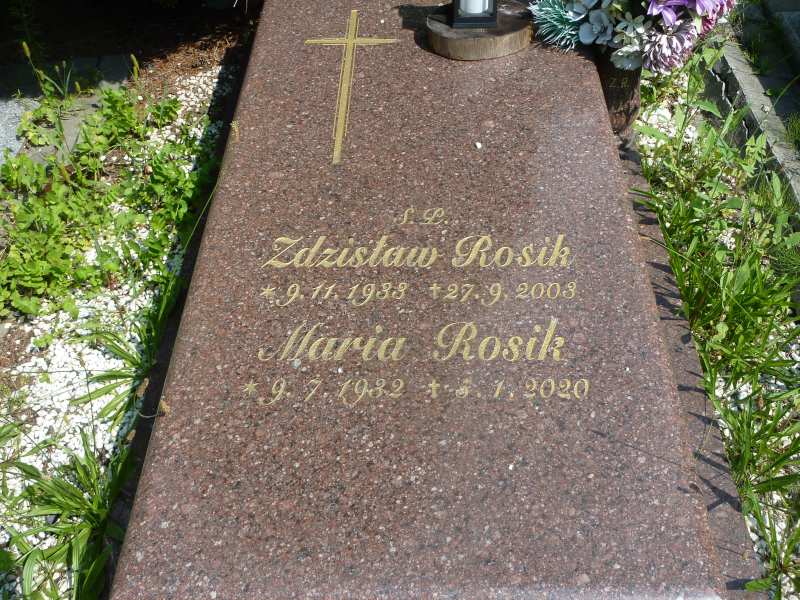 Ś. P.
Zdzisław Rosik
* 9. 11. 1933 +27. 9. 2003
Maria Rosik
* 9. 7. 1932 + 5. 1. 2020